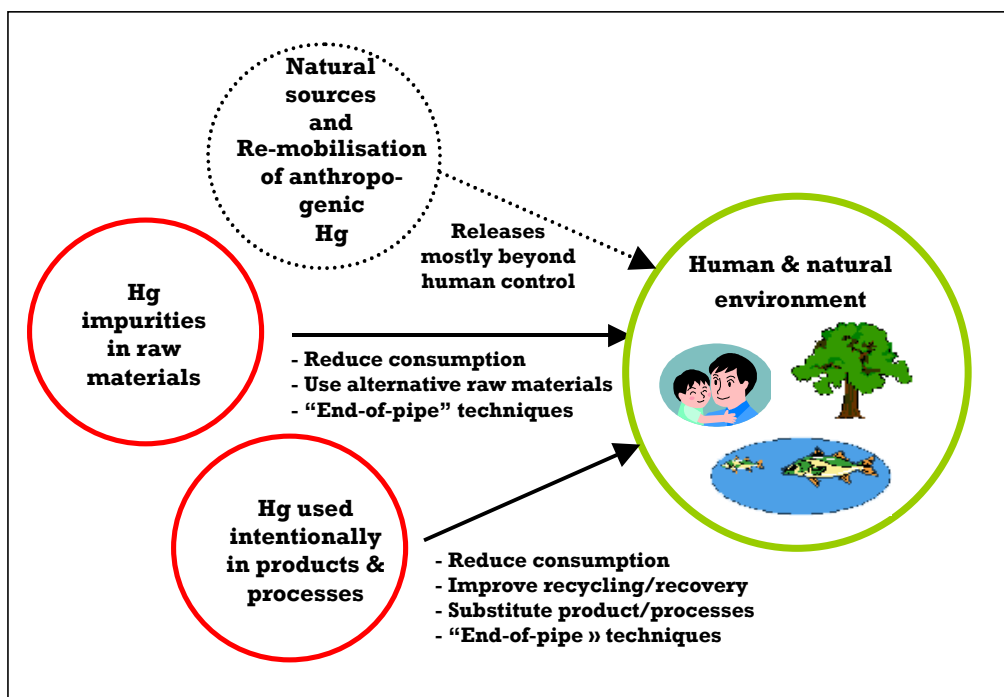 Natural
sources
and
Re-mobilisation
of anthropo-
genic
Hg
Releases
mostly beyond
human control
Human & natural
environment
Hg
impurities
in raw
materials
- Reduce consumption
- Use alternative raw materials
- “End-of-pipe” techniques
Hg used
intentionally
in products &
processes
- Reduce consumption
- Improve recycling/recovery
- Substitute product/processes
- “End-of-pipe » techniques